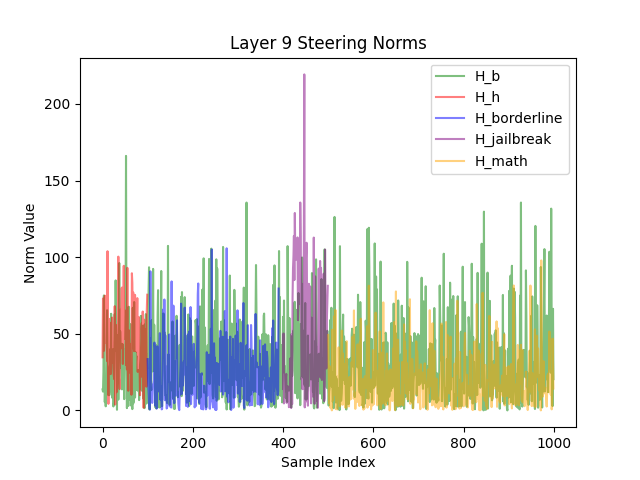 Layer 9 Steering Norms
H_b
H_h
H_borderline
H_jailbreak
H_math
Norm Value
200
150
100
50
0
0 200 400 600 800 1000
Sample Index